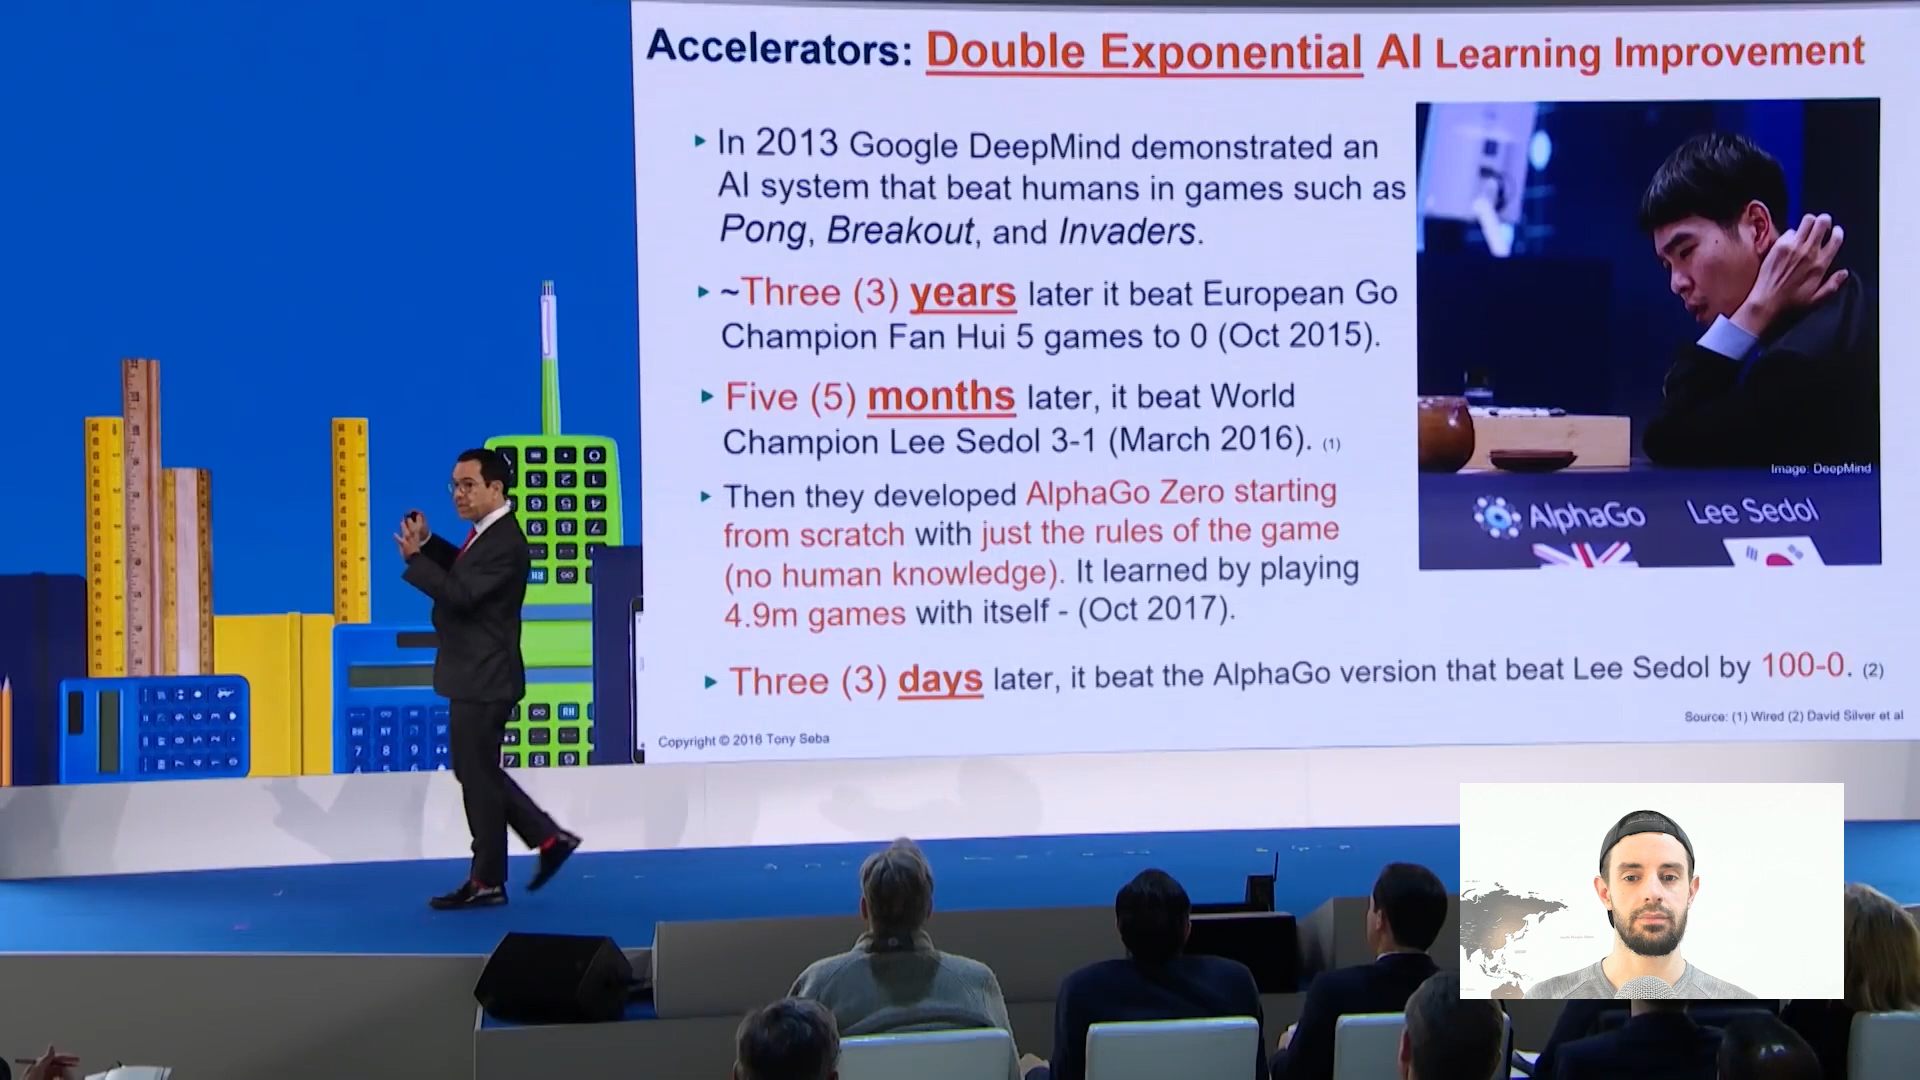 Accelerators: Double Exponential AI Learning Improvement
▸ In 2013 Google DeepMind demonstrated an
AI system that beat humans in games such as
Pong, Breakout, and Invaders.
▸ ~Three (3) years later it beat European Go
Champion Fan Hui 5 games to 0 (Oct 2015).
▸ Five (5) months later, it beat World
Champion Lee Sedol 3-1 (March 2016). (1)
▸ Then they developed AlphaGo Zero starting
from scratch with just the rules of the game
(no human knowledge). It learned by playing
4.9m games with itself - (Oct 2017).
▸ Three (3) days later, it beat the AlphaGo version that beat Lee Sedol by 100-0. (2)
Image: DeepMind
AlphaGo
Lee Sedol
Source: (1) Wired (2) David Silver et al
Copyright © 2016 Tony Seba